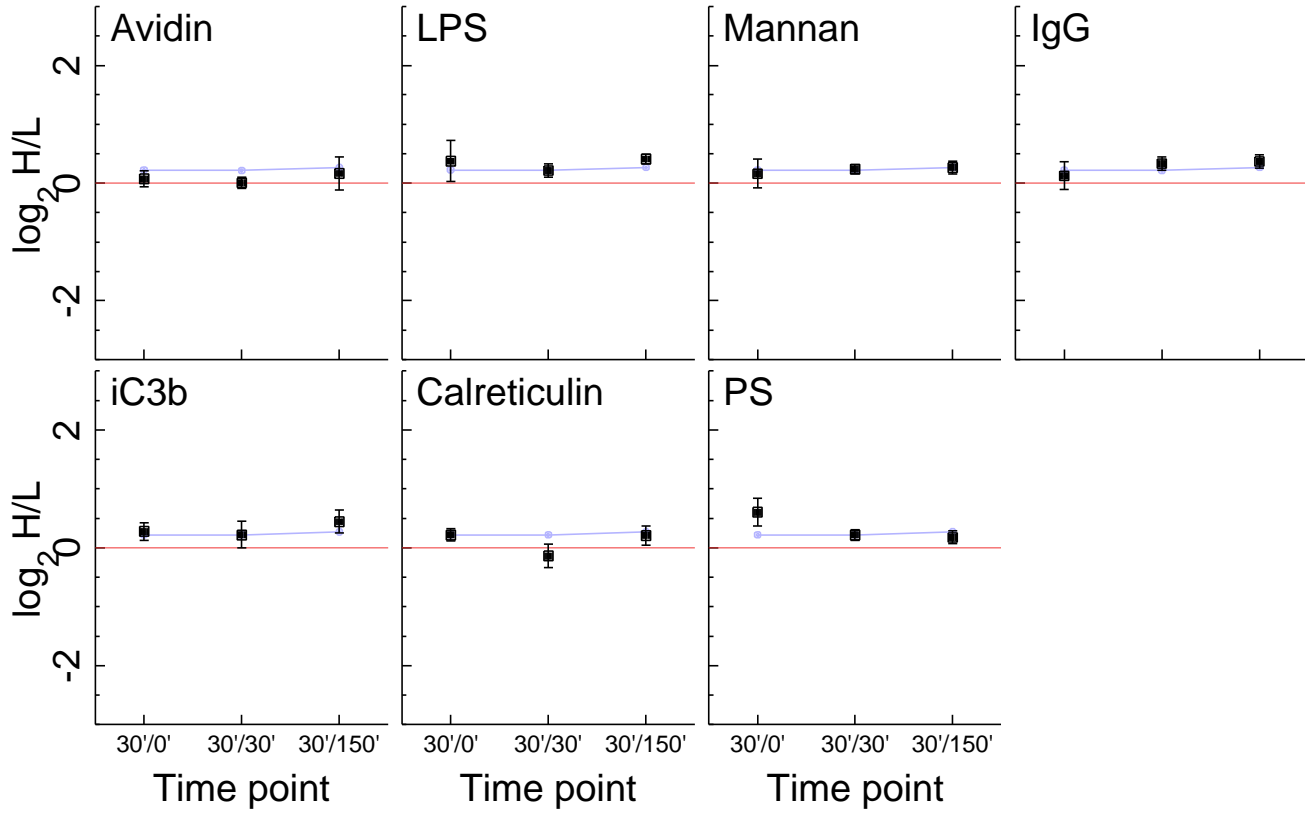 Avidin LPS Mannan IgG
2
0
-2
log2 H/L
iC3b Calreticulin PS
2
0
-2
log2 H/L
30'/0' 30'/30' 30'/150' 30'/0' 30'/30' 30'/150' 30'/0' 30'/30' 30'/150'
Time point Time point Time point